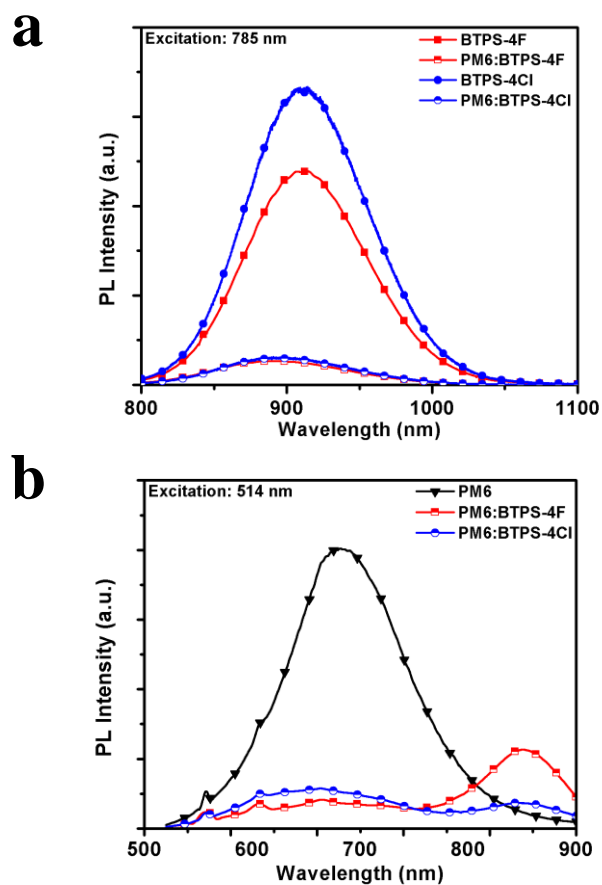 a
Excitation: 785 nm
BTPS-4F
PM6:BTPS-4F
BTPS-4Cl
PM6:BTPS-4Cl
PL Intensity (a.u.)
800 900 1000 1100
Wavelength (nm)
b
Excitation: 514 nm
PM6
PM6:BTPS-4F
PM6:BTPS-4Cl
PL Intensity (a.u.)
500 600 700 800 900
Wavelength (nm)